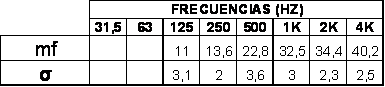 FRECUENCIAS (HZ)
31,5 63 125 250 500 1K 2K 4K
mf 11 13,6 22,8 32,5 34,4 40,2
σ 3,1 2 3,6 3 2,3 2,5